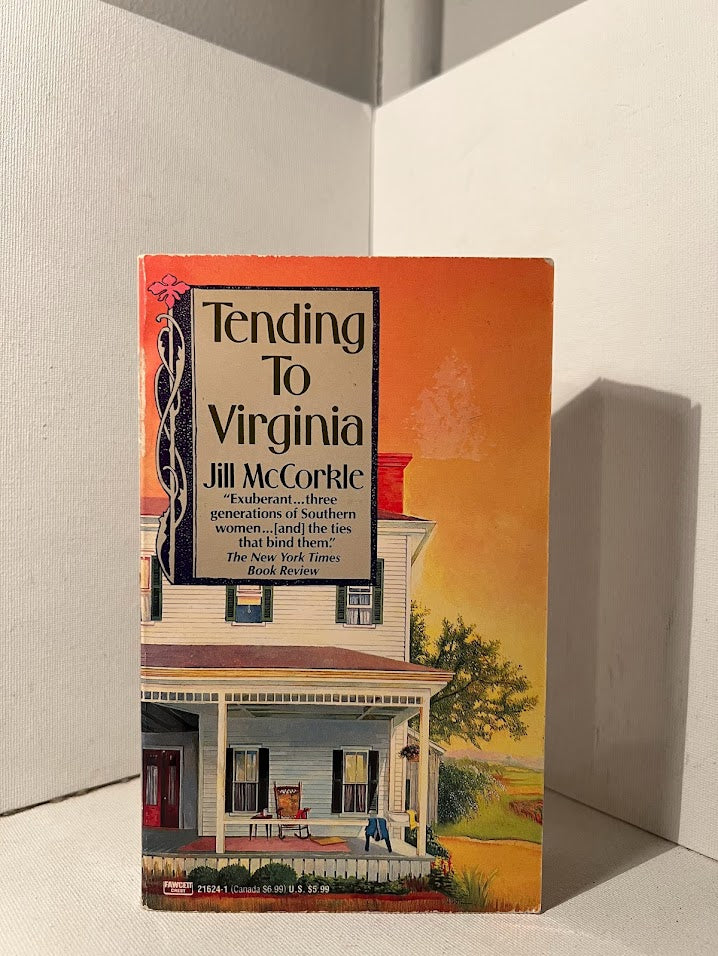 Tending
To
Virginia
Jill McCorkle
"Exuberant...three
generations of Southern
women...[and] the ties
that bind them."
The New York Times
Book Review
FAWCETT
CREST
21624-1 (Canada $6.99) U.S. $5.99